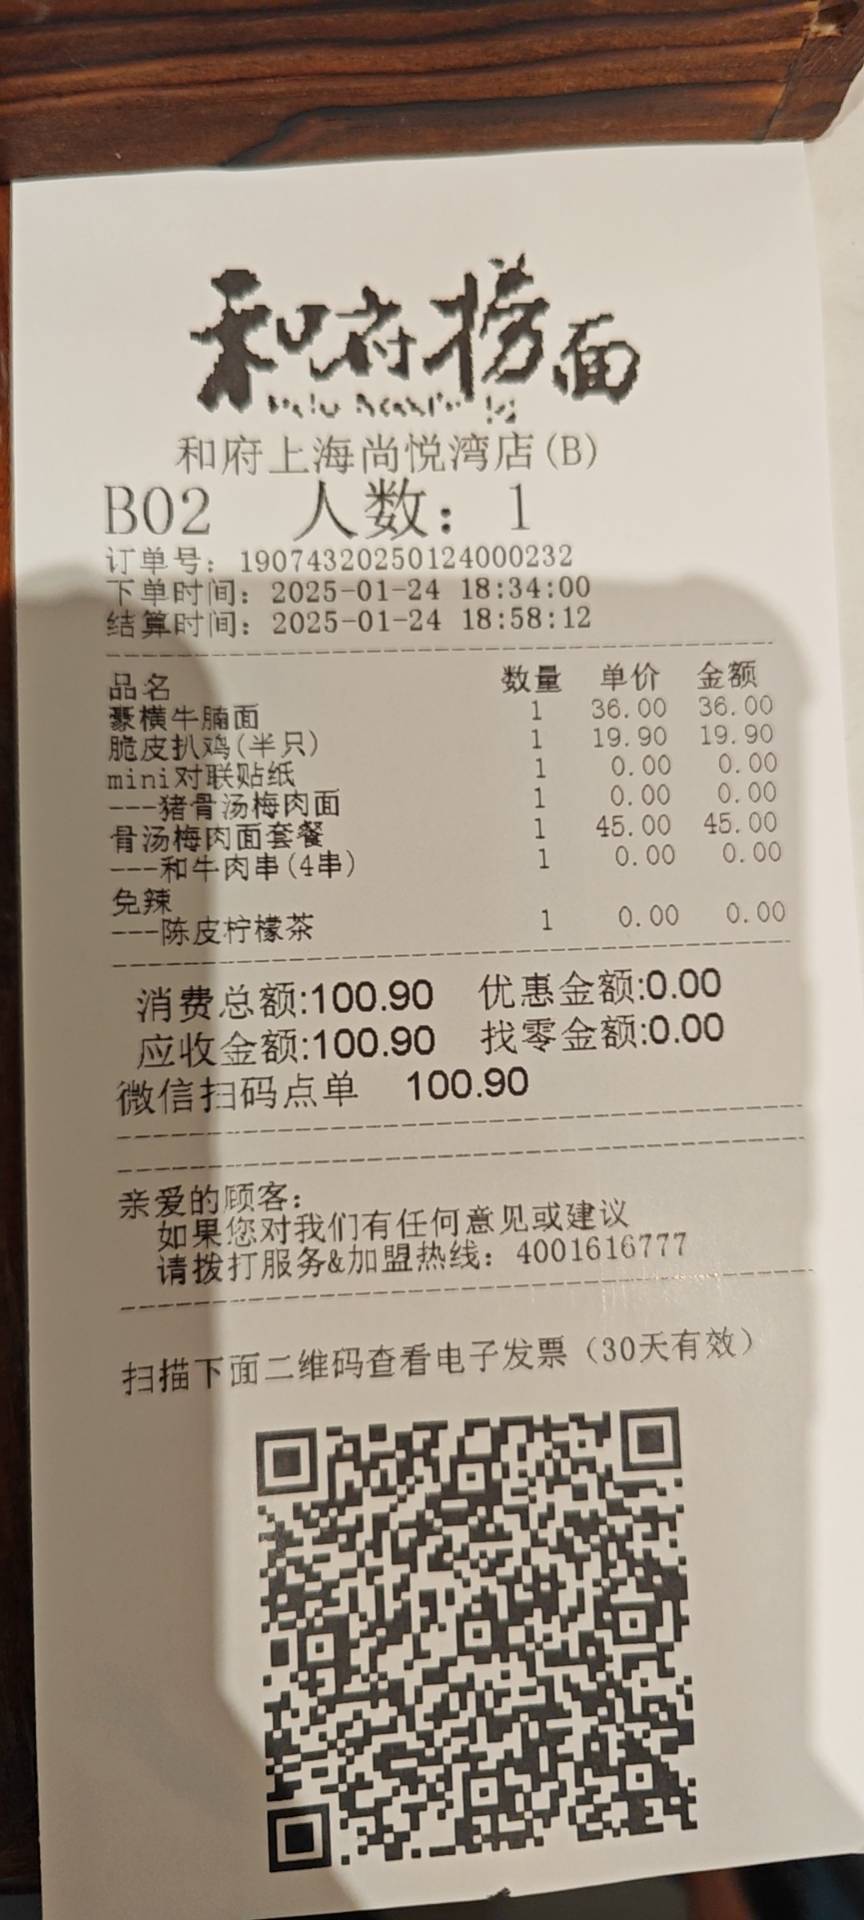 和府捞面
和府上海尚悦湾店(B)
B02 人数: 1
订单号: 19074320250124000232
下单时间: 2025-01-24 18:34:00
结算时间: 2025-01-24 18:58:12
品名 数量 单价 金额
豪横牛腩面 1 36.00 36.00
脆皮扒鸡(半只) 1 19.90 19.90
mini对联贴纸 1 0.00 0.00
---猪骨汤梅肉面 1 0.00 0.00
骨汤梅肉面套餐 1 45.00 45.00
---和牛肉串(4串) 1 0.00 0.00
免辣
---陈皮柠檬茶 1 0.00 0.00
消费总额:100.90 优惠金额:0.00
应收金额:100.90 找零金额:0.00
微信扫码点单 100.90
亲爱的顾客:
如果您对我们有任何意见或建议
请拨打服务&加盟热线: 4001616777
扫描下面二维码查看电子发票（30天有效）